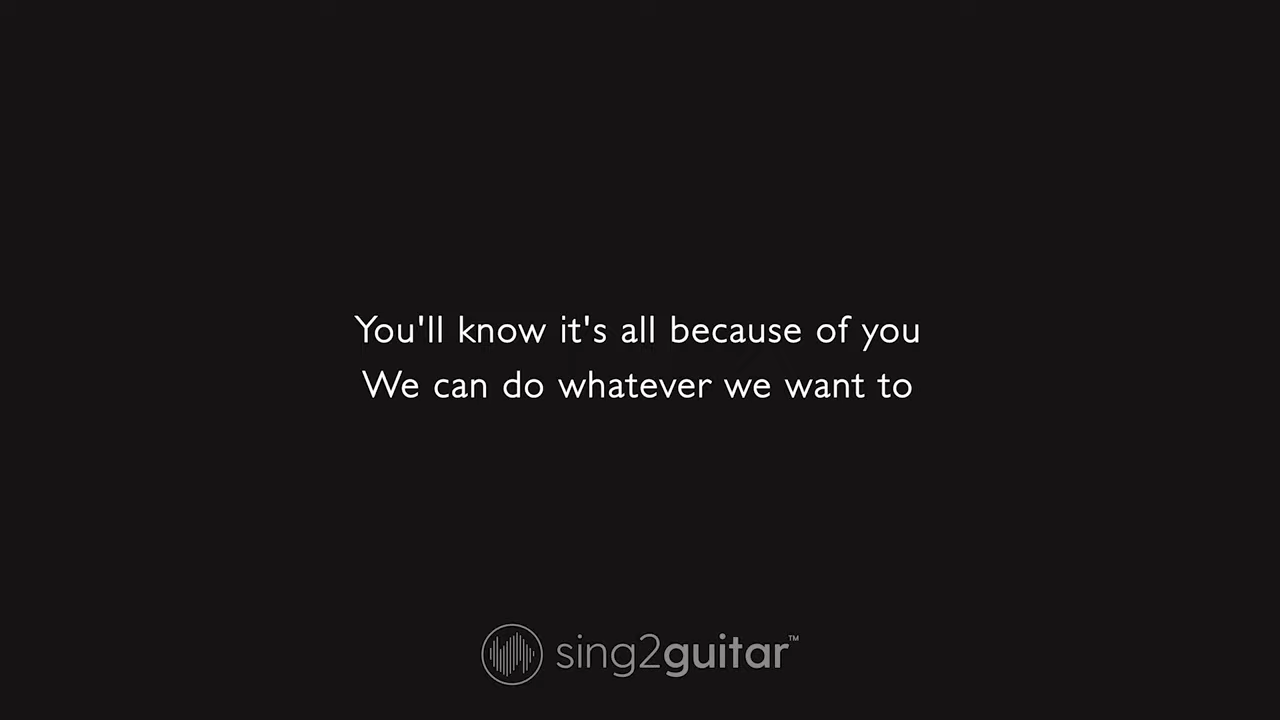 You'll know it's all because of you
We can do whatever we want to
sing2guitar™